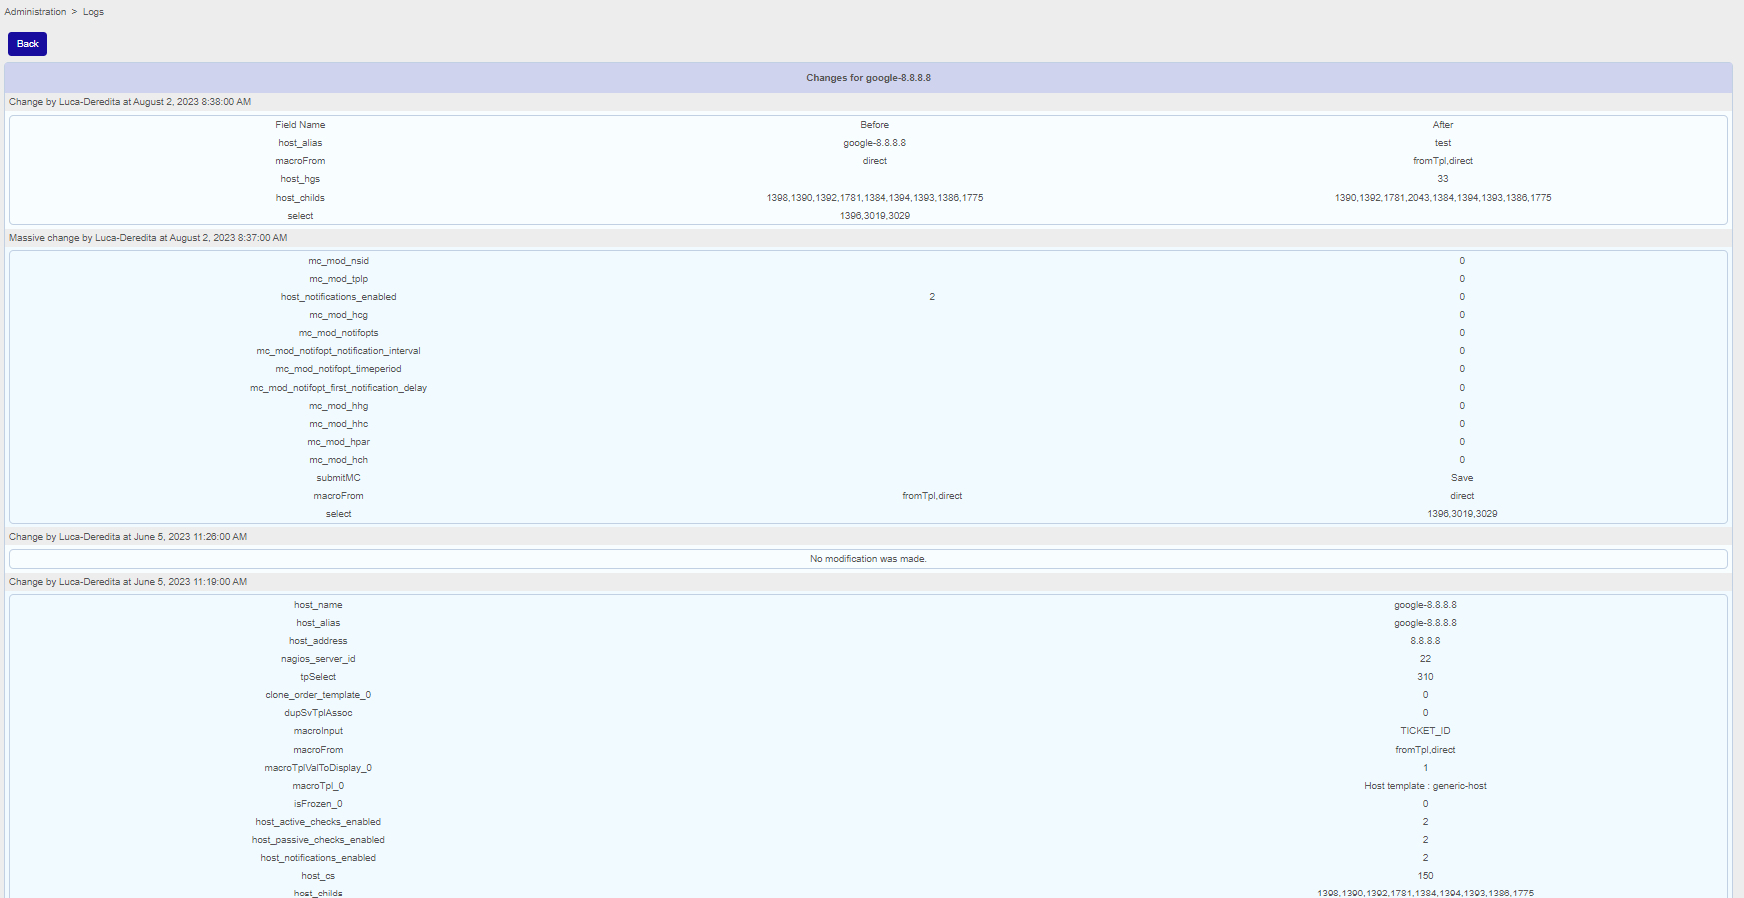 Administration > Logs
Back
Changes for google-8.8.8.8
Change by Luca-Deredita at August 2, 2023 8:38:00 AM
Field Name Before After
host_alias google-8.8.8.8 test
macroFrom direct fromTpl,direct
host_hgs 33
host_childs 1398,1390,1392,1781,1384,1394,1393,1386,1775 1390,1392,1781,2043,1384,1394,1393,1386,1775
select 1396,3019,3029
Massive change by Luca-Deredita at August 2, 2023 8:37:00 AM
mc_mod_nsid 0
mc_mod_tplp 0
host_notifications_enabled 2 0
mc_mod_hcg 0
mc_mod_notifopts 0
mc_mod_notifopt_notification_interval 0
mc_mod_notifopt_timeperiod 0
mc_mod_notifopt_first_notification_delay 0
mc_mod_hhg 0
mc_mod_hhc 0
mc_mod_hpar 0
mc_mod_hch 0
submitMC Save
macroFrom fromTpl,direct direct
select 1396,3019,3029
Change by Luca-Deredita at June 5, 2023 11:26:00 AM
No modification was made.
Change by Luca-Deredita at June 5, 2023 11:19:00 AM
host_name google-8.8.8.8
host_alias google-8.8.8.8
host_address 8.8.8.8
nagios_server_id 22
tpSelect 310
clone_order_template_0 0
dupSvTplAssoc 0
macroInput TICKET_ID
macroFrom fromTpl,direct
macroTplValToDisplay_0 1
macroTpl_0 Host template : generic-host
isFrozen_0 0
host_active_checks_enabled 2
host_passive_checks_enabled 2
host_notifications_enabled 2
host_cs 150
host_childs 1398,1390,1392,1781,1384,1394,1393,1386,1775